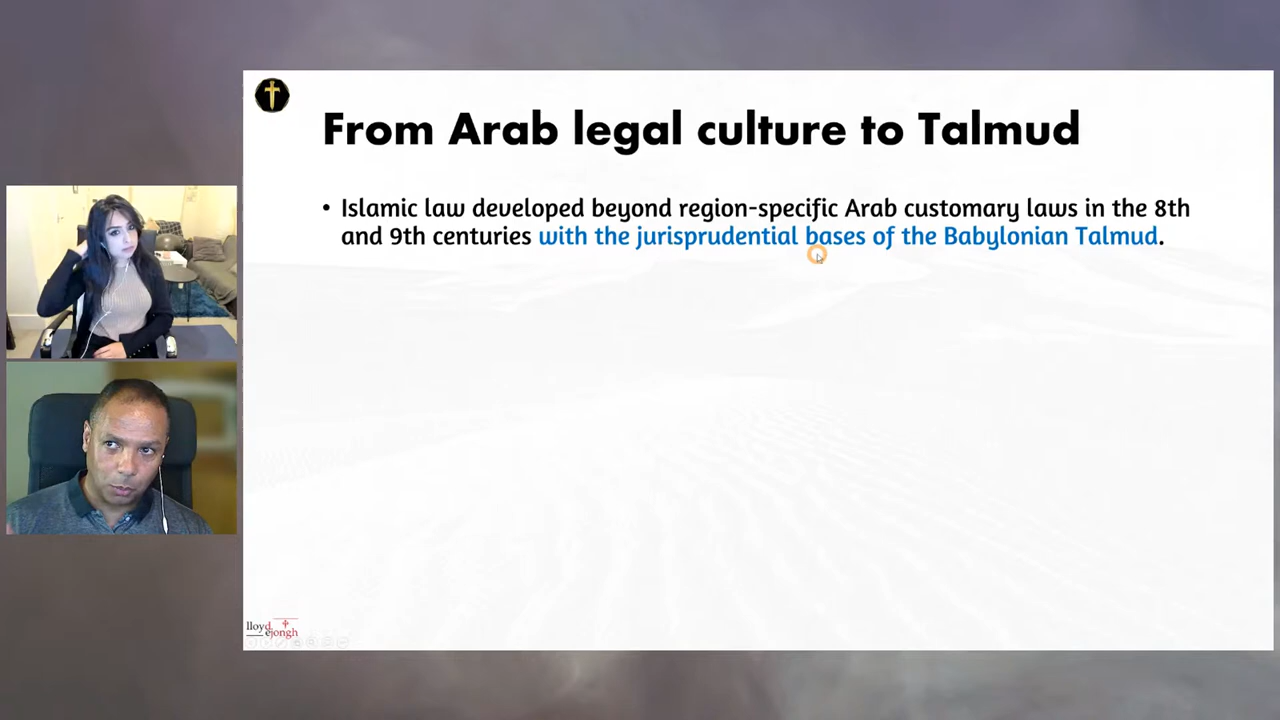 From Arab legal culture to Talmud
• Islamic law developed beyond region-specific Arab customary laws in the 8th
and 9th centuries with the jurisprudential bases of the Babylonian Talmud.
lloyd
dejongh